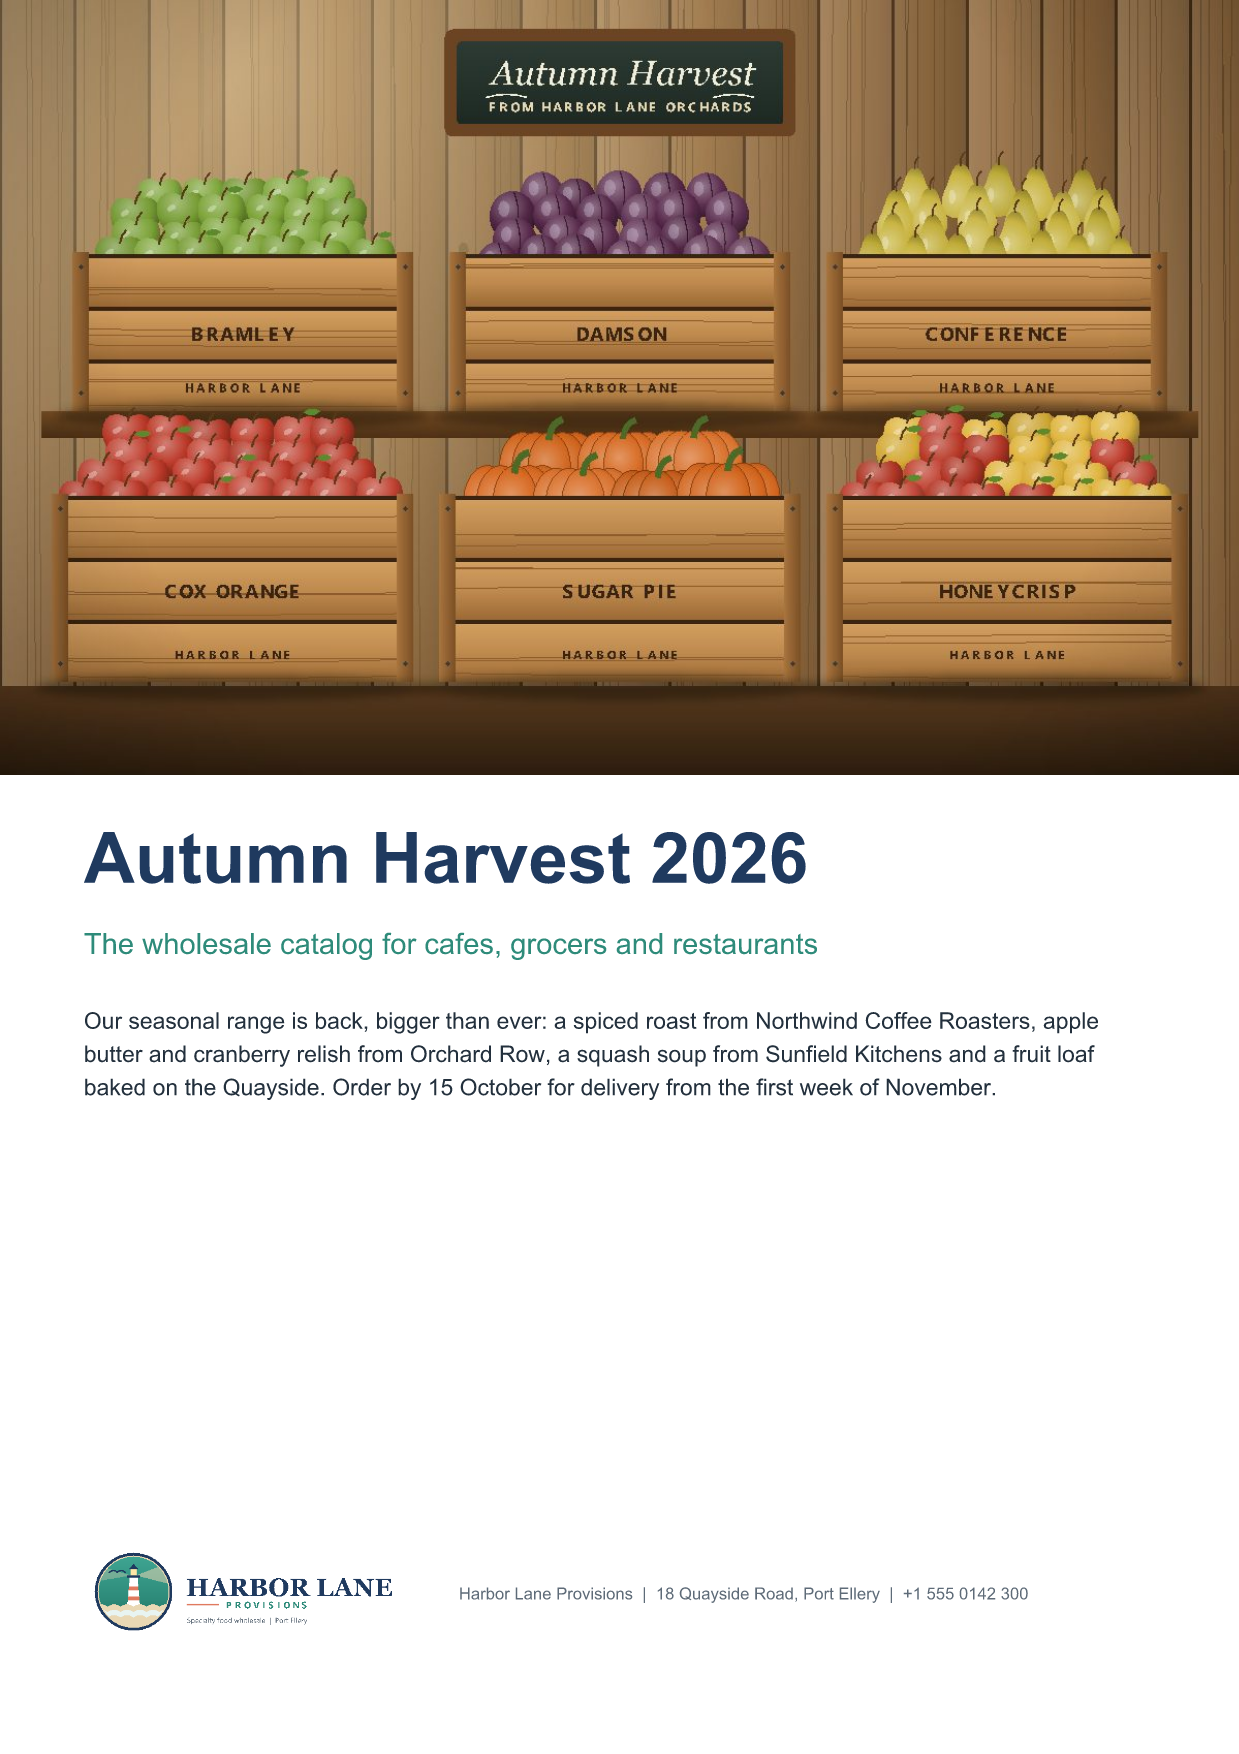 Autumn Harvest
FROM HARBOR LANE ORCHARDS
BRAMLEY
DAMSON
CONFERENCE
HARBOR LANE
HARBOR LANE
HARBOR LANE
COX ORANGE
SUGAR PIE
HONEYCRISP
HARBOR LANE
HARBOR LANE
HARBOR LANE
Autumn Harvest 2026
The wholesale catalog for cafes, grocers and restaurants
Our seasonal range is back, bigger than ever: a spiced roast from Northwind Coffee Roasters, apple
butter and cranberry relish from Orchard Row, a squash soup from Sunfield Kitchens and a fruit loaf
baked on the Quayside. Order by 15 October for delivery from the first week of November.
HARBOR LANE
PROVISIONS
Specialty food wholesale | Port Ellery
Harbor Lane Provisions | 18 Quayside Road, Port Ellery | +1 555 0142 300